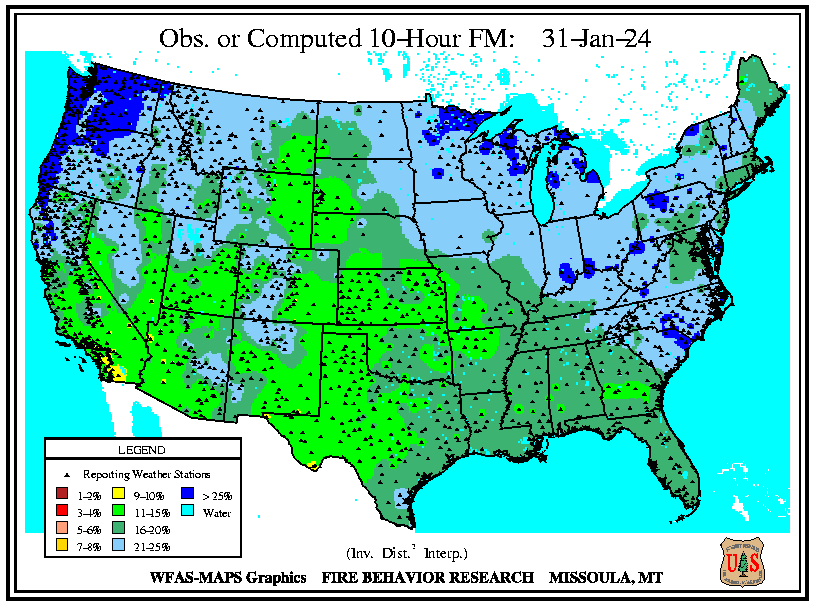 Obs. or Computed 10-Hour FM: 31-Jan-24
LEGEND
Reporting Weather Stations
1-2% 9-10% > 25%
3-4% 11-15% Water
5-6% 16-20%
7-8% 21-25%
(Inv. Dist.² Interp.)
WFAS-MAPS Graphics FIRE BEHAVIOR RESEARCH MISSOULA, MT
U S